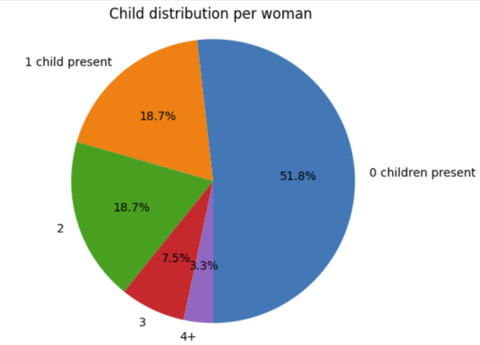 Child distribution per woman
1 child present
18.7%
51.8%
0 children present
18.7%
2
7.5%
3.3%
3
4+